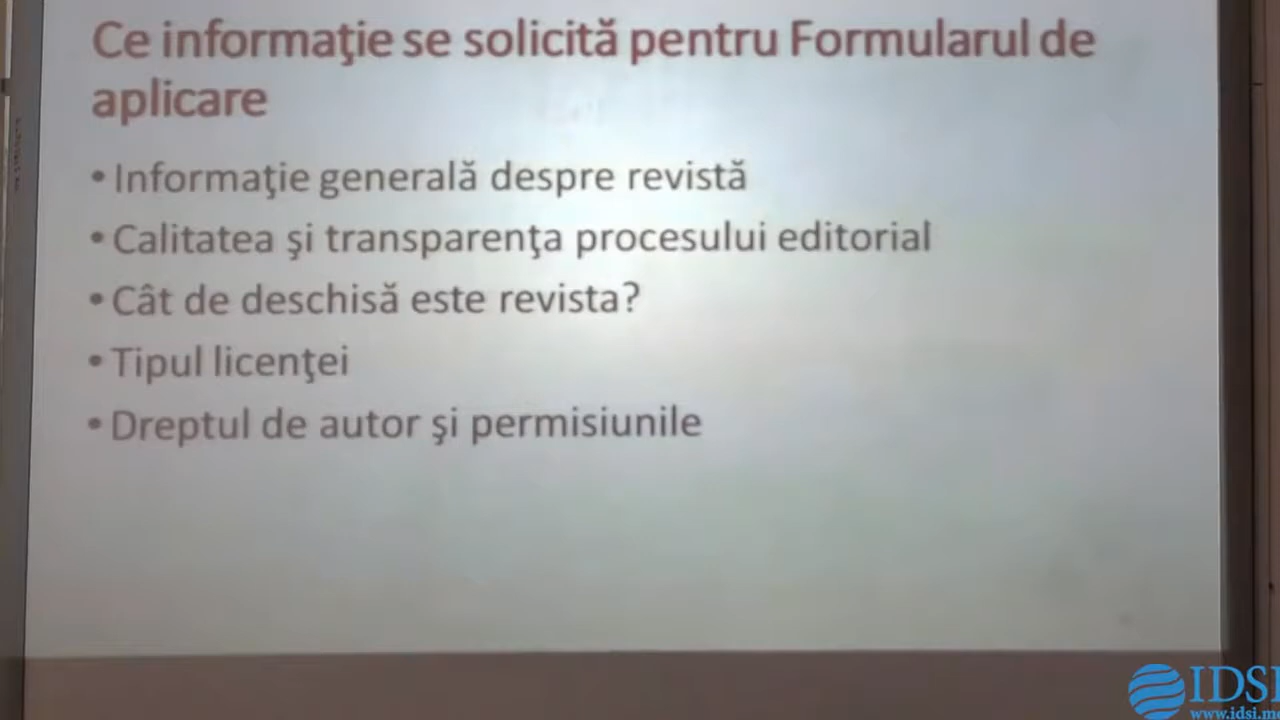 Ce informaţie se solicită pentru Formularul de
aplicare
• Informaţie generală despre revistă
• Calitatea şi transparenţa procesului editorial
• Cât de deschisă este revista?
• Tipul licenţei
• Dreptul de autor şi permisiunile
IDSI
www.idsi.md